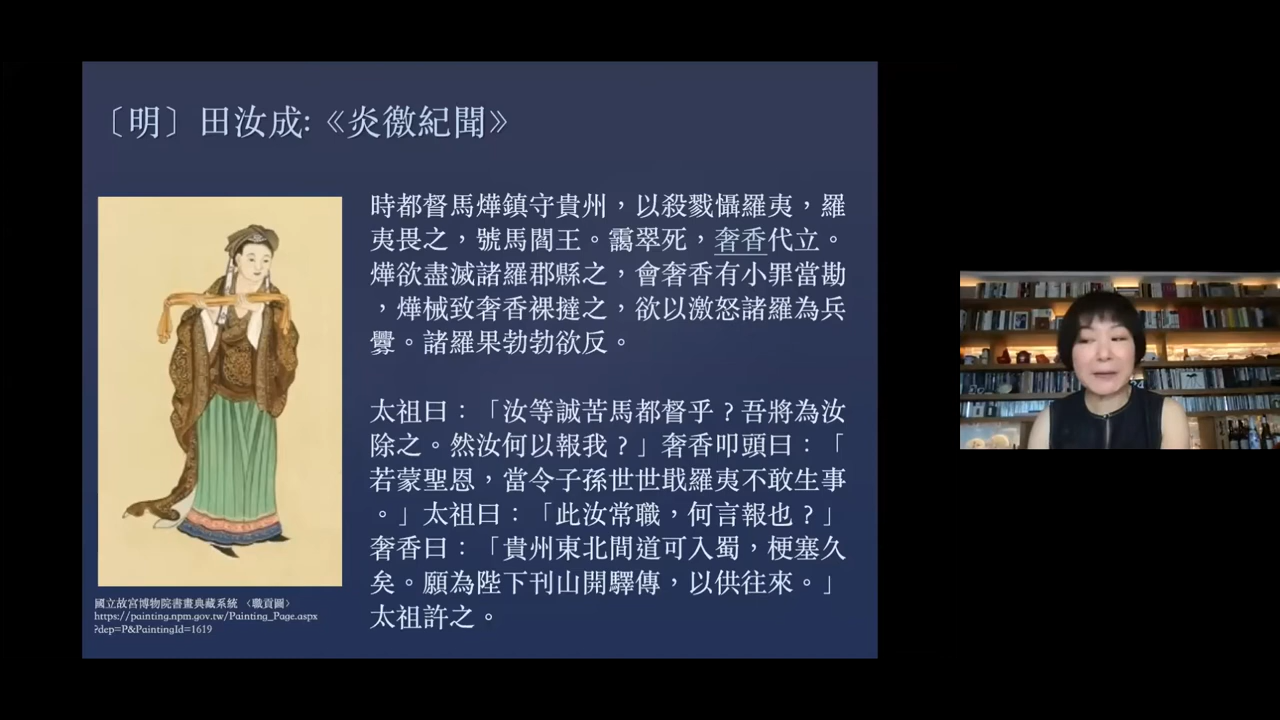 〔明〕田汝成:《炎徼紀聞》
時都督馬燁鎮守貴州，以殺戮懾羅夷，羅
夷畏之，號馬閻王。靄翠死，奢香代立。
燁欲盡滅諸羅郡縣之，會奢香有小罪當勘
，燁械致奢香裸撻之，欲以激怒諸羅為兵
釁。諸羅果勃勃欲反。
太祖曰：「汝等誠苦馬都督乎？吾將為汝
除之。然汝何以報我？」奢香叩頭曰：「
若蒙聖恩，當令子孫世世戢羅夷不敢生事
。」太祖曰：「此汝常職，何言報也？」
奢香曰：「貴州東北間道可入蜀，梗塞久
矣。願為陛下刊山開驛傳，以供往來。」
太祖許之。
國立故宮博物院書畫典藏系統 〈職貢圖〉
https://painting.npm.gov.tw/Painting_Page.aspx
?dep=P&PaintingId=1619